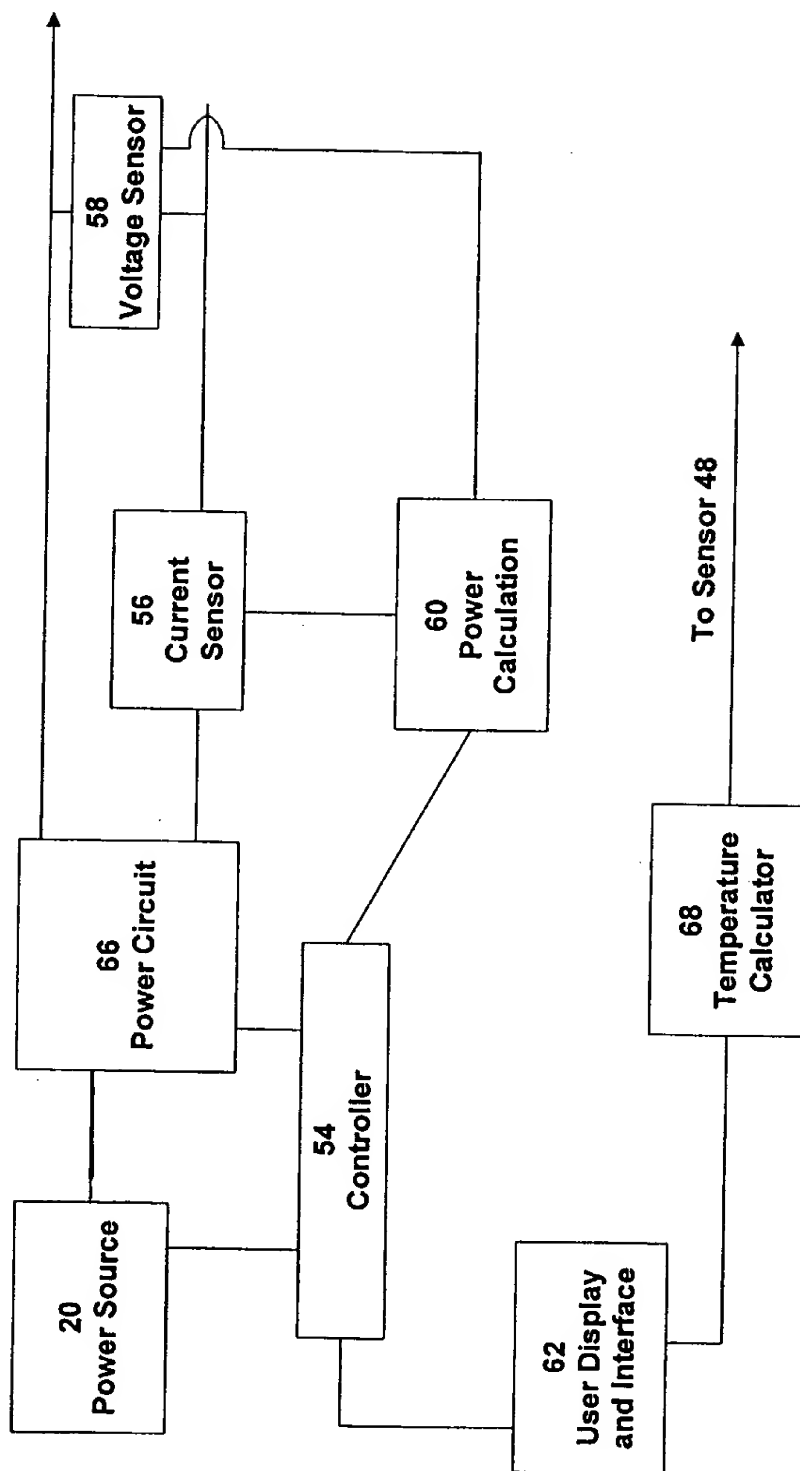 20
Power Source
66
Power Circuit
58
Voltage Sensor
56
Current
Sensor
54
Controller
60
Power
Calculation
62
User Display
and Interface
68
Temperature
Calculator
To Sensor 48